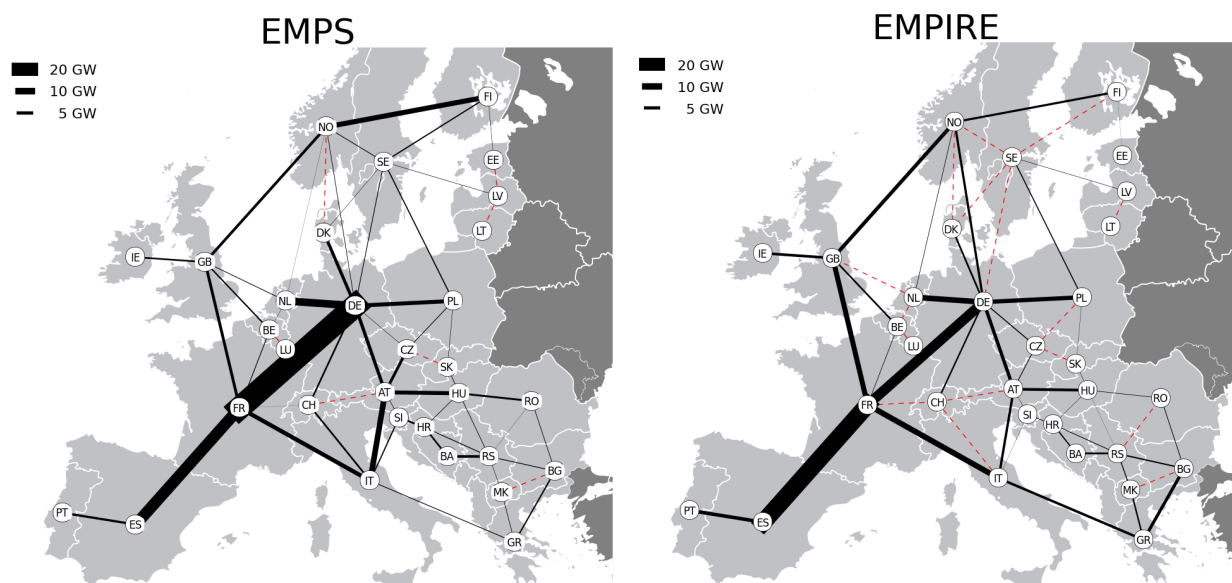 EMPS
20 GW
10 GW
5 GW
FI
NO
SE
EE
LV
LT
DK
IE
GB
NL
DE
PL
BE
LU
CZ
SK
FR
CH
AT
HU
RO
SI
HR
BA
RS
BG
IT
MK
PT
ES
GR
EMPIRE
20 GW
10 GW
5 GW
FI
NO
SE
EE
LV
LT
DK
IE
GB
NL
DE
PL
BE
LU
CZ
SK
FR
CH
AT
HU
RO
SI
HR
BA
RS
BG
IT
MK
PT
ES
GR